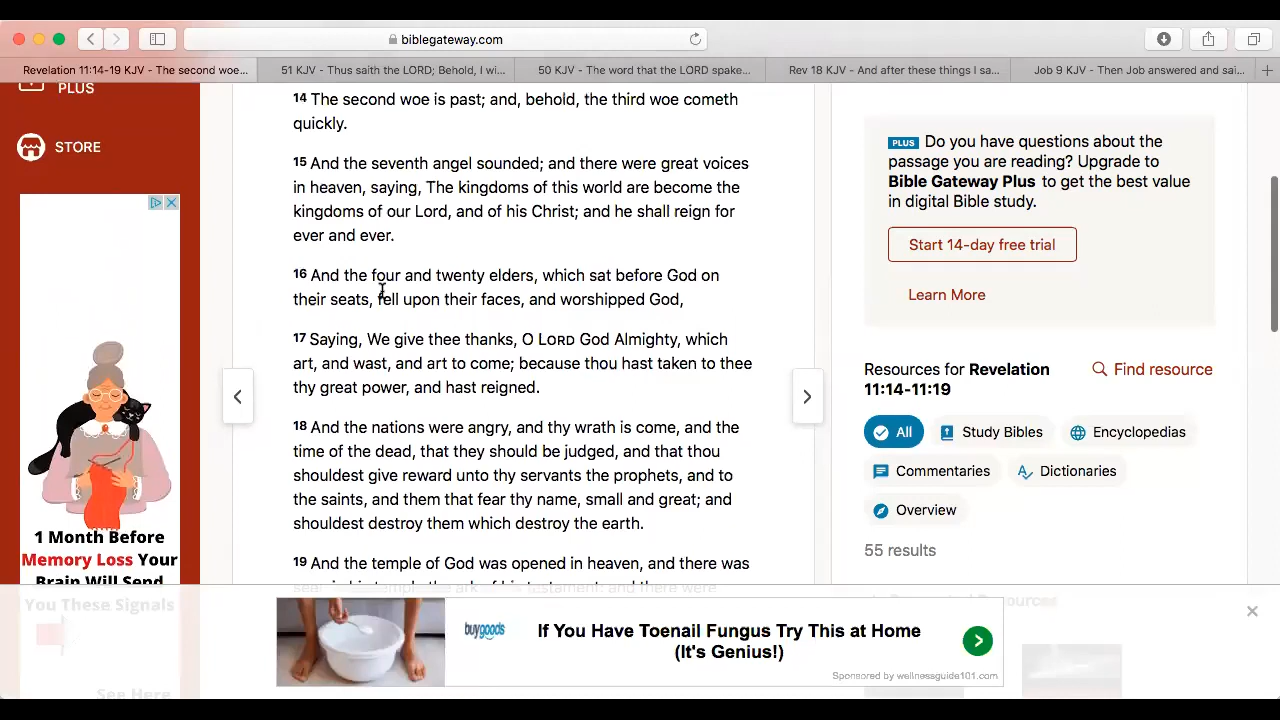 biblegateway.com
Revelation 11:14-19 KJV - The second woe...
51 KJV - Thus saith the LORD; Behold, I wi...
50 KJV - The word that the LORD spake...
Rev 18 KJV - And after these things I sa...
Job 9 KJV - Then Job answered and sai...
PLUS
STORE
1 Month Before
Memory Loss Your
Brain Will Send
You These Signals
See Here
14 The second woe is past; and, behold, the third woe cometh
quickly.
15 And the seventh angel sounded; and there were great voices
in heaven, saying, The kingdoms of this world are become the
kingdoms of our Lord, and of his Christ; and he shall reign for
ever and ever.
16 And the four and twenty elders, which sat before God on
their seats, fell upon their faces, and worshipped God,
17 Saying, We give thee thanks, O LORD God Almighty, which
art, and wast, and art to come; because thou hast taken to thee
thy great power, and hast reigned.
18 And the nations were angry, and thy wrath is come, and the
time of the dead, that they should be judged, and that thou
shouldest give reward unto thy servants the prophets, and to
the saints, and them that fear thy name, small and great; and
shouldest destroy them which destroy the earth.
19 And the temple of God was opened in heaven, and there was
seen in his temple the ark of his testament: and there were
PLUS Do you have questions about the
passage you are reading? Upgrade to
Bible Gateway Plus to get the best value
in digital Bible study.
Start 14-day free trial
Learn More
Resources for Revelation
11:14-11:19
Find resource
All
Study Bibles
Encyclopedias
Commentaries
Dictionaries
Overview
55 results
buygoods
If You Have Toenail Fungus Try This at Home
(It's Genius!)
Sponsored by wellnessguide101.com